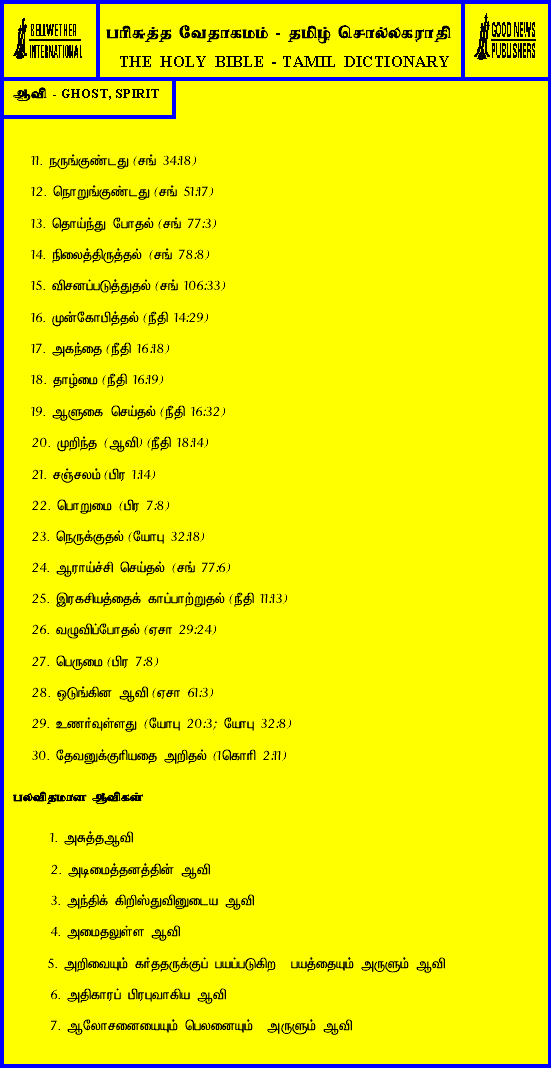 BELLWETHER
INTERNATIONAL
பரிசுத்த வேதாகமம் - தமிழ் சொல்லகராதி
THE HOLY BIBLE - TAMIL DICTIONARY
GOOD NEWS
PUBLISHERS
ஆவி - GHOST, SPIRIT
11. நருங்குண்டது (சங் 34:18)
12. நொறுங்குண்டது (சங் 51:17)
13. தொய்ந்து போதல் (சங் 77:3)
14. நிலைத்திருத்தல் (சங் 78:8)
15. விசனப்படுத்துதல் (சங் 106:33)
16. முன்கோபித்தல் (நீதி 14:29)
17. அகந்தை (நீதி 16:18)
18. தாழ்மை (நீதி 16:19)
19. ஆளுகை செய்தல் (நீதி 16:32)
20. முறிந்த (ஆவி) (நீதி 18:14)
21. சஞ்சலம் (பிர 1:14)
22. பொறுமை (பிர 7:8)
23. நெருக்குதல் (யோபு 32:18)
24. ஆராய்ச்சி செய்தல் (சங் 77:6)
25. இரகசியத்தைக் காப்பாற்றுதல் (நீதி 11:13)
26. வழுவிப்போதல் (ஏசா 29:24)
27. பெருமை (பிர 7:8)
28. ஒடுங்கின ஆவி (ஏசா 61:3)
29. உணர்வுள்ளது (யோபு 20:3; யோபு 32:8)
30. தேவனுக்குரியதை அறிதல் (1கொரி 2:11)
பலவிதமான ஆவிகள்
1. அசுத்தஆவி
2. அடிமைத்தனத்தின் ஆவி
3. அந்திக் கிறிஸ்துவினுடைய ஆவி
4. அமைதலுள்ள ஆவி
5. அறிவையும் கர்த்தருக்குப் பயப்படுகிற பயத்தையும் அருளும் ஆவி
6. அதிகாரப் பிரபுவாகிய ஆவி
7. ஆலோசனையையும் பெலனையும் அருளும் ஆவி